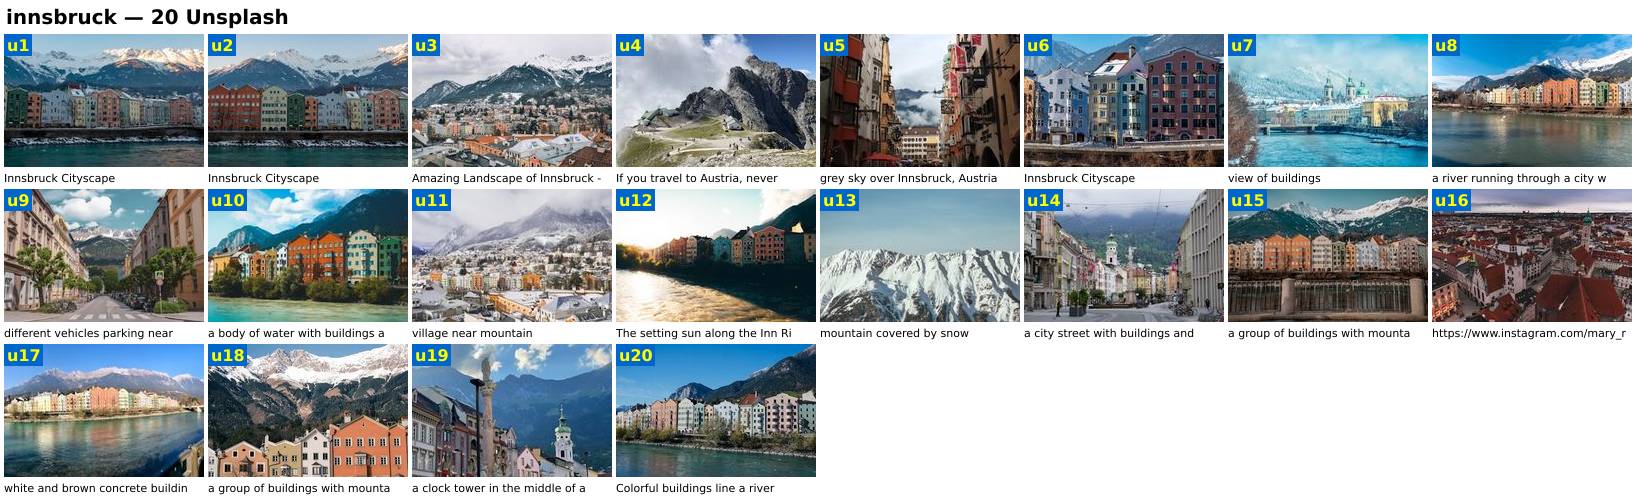 innsbruck — 20 Unsplash
u1
u2
u3
u4
u5
u6
u7
u8
Innsbruck Cityscape
Innsbruck Cityscape
Amazing Landscape of Innsbruck -
If you travel to Austria, never
grey sky over Innsbruck, Austria
Innsbruck Cityscape
view of buildings
a river running through a city w
u9
u10
u11
u12
u13
u14
u15
u16
different vehicles parking near
a body of water with buildings a
village near mountain
The setting sun along the Inn Ri
mountain covered by snow
a city street with buildings and
a group of buildings with mounta
https://www.instagram.com/mary_r
u17
u18
u19
u20
white and brown concrete buildin
a group of buildings with mounta
a clock tower in the middle of a
Colorful buildings line a river